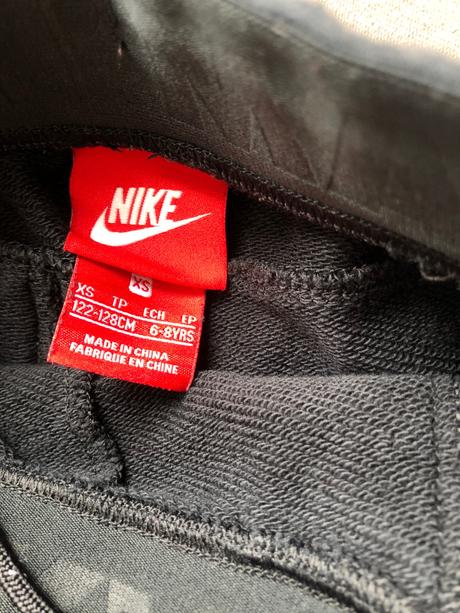 NIKE
XS
XS TP ECH EP
122-128CM 6-8YRS
MADE IN CHINA
FABRIQUE EN CHINE